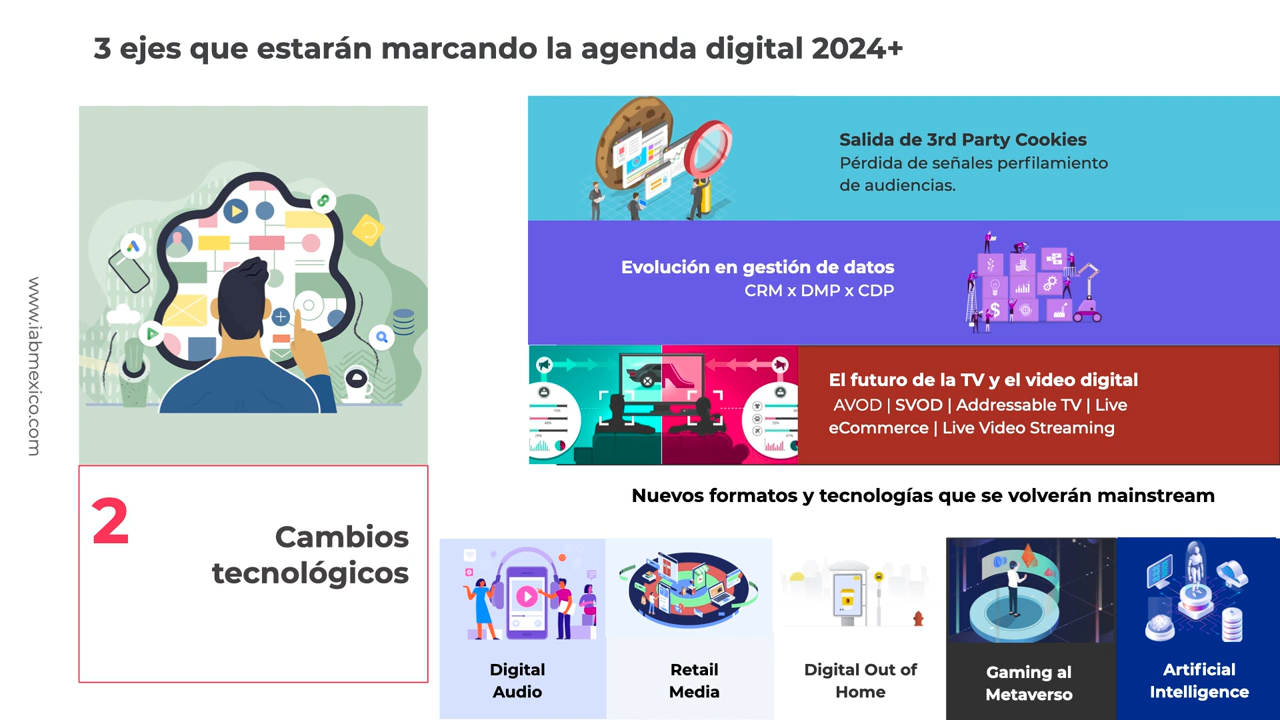 3 ejes que estarán marcando la agenda digital 2024+
www.iabmexico.com
2
Cambios
tecnológicos
Salida de 3rd Party Cookies
Pérdida de señales perfilamiento
de audiencias.
Evolución en gestión de datos
CRM x DMP x CDP
El futuro de la TV y el video digital
AVOD | SVOD | Addressable TV | Live
eCommerce | Live Video Streaming
Nuevos formatos y tecnologías que se volverán mainstream
Digital
Audio
Retail
Media
Digital Out of
Home
Gaming al
Metaverso
Artificial
Intelligence